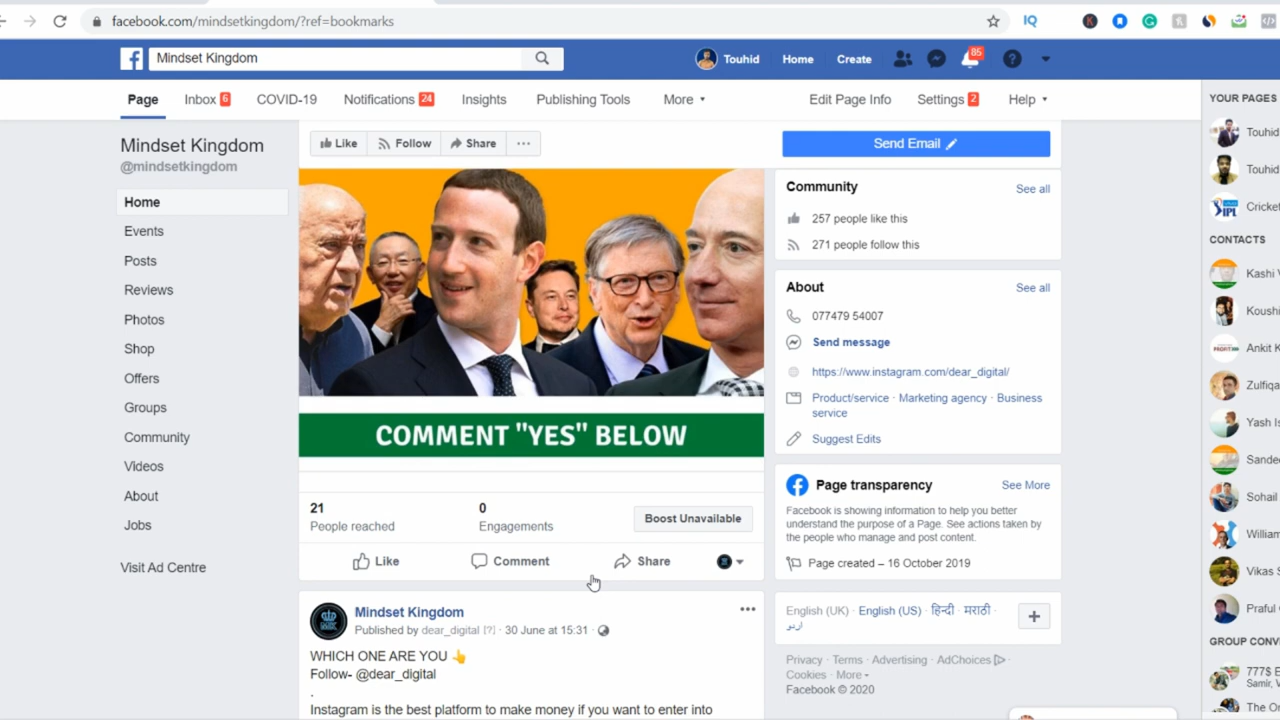 facebook.com/mindsetkingdom/?ref=bookmarks
IQ
Mindset Kingdom
Touhid
Home
Create
85
Page
Inbox 6
COVID-19
Notifications 24
Insights
Publishing Tools
More
Edit Page Info
Settings 2
Help
Mindset Kingdom
@mindsetkingdom
Home
Events
Posts
Reviews
Photos
Shop
Offers
Groups
Community
Videos
About
Jobs
Visit Ad Centre
Like
Follow
Share
Send Email
COMMENT "YES" BELOW
21
People reached
0
Engagements
Boost Unavailable
Like
Comment
Share
Mindset Kingdom
Published by dear_digital [?] · 30 June at 15:31 ·
WHICH ONE ARE YOU
Follow- @dear_digital
.
Instagram is the best platform to make money if you want to enter into
Community
See all
257 people like this
271 people follow this
About
See all
077479 54007
Send message
https://www.instagram.com/dear_digital/
Product/service · Marketing agency · Business
service
Suggest Edits
Page transparency
See More
Facebook is showing information to help you better
understand the purpose of a Page. See actions taken
by the people who manage and post content.
Page created – 16 October 2019
English (UK) · English (US) · हिन्दी · मराठी ·
اردو
Privacy · Terms · Advertising · AdChoices ·
Cookies · More
Facebook © 2020
YOUR PAGES
Touhid
Touhid
IPL
Cricket
CONTACTS
Kashi
Koushi
Ankit K
Zulfiqa
Yash Is
Sandee
Sohail
William
Vikas S
Praful
GROUP CONV
777$ E
Samir, V
The Or